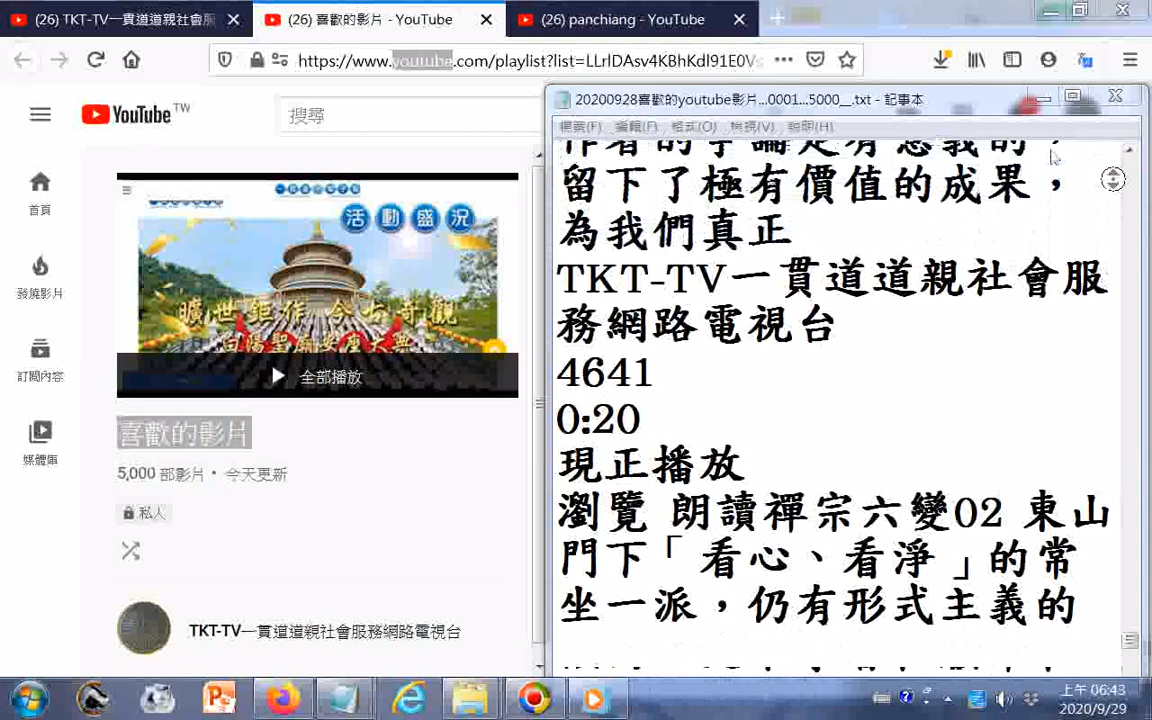 (26) TKT-TV一貫道道親社會服
(26) 喜歡的影片 - YouTube
(26) panchiang - YouTube
https://www.youtube.com/playlist?list=LLrlDAsv4KBhKdl91E0Vs
YouTube TW
搜尋
首頁
發燒影片
訂閱內容
媒體庫
活動盛況
曠世鉅作 今古奇觀
全部播放
喜歡的影片
5,000 部影片・今天更新
私人
TKT-TV一貫道道親社會服務網路電視台
20200928喜歡的youtube影片...0001...5000__.txt - 記事本
檔案(F) 編輯(E) 格式(O) 檢視(V) 說明(H)
留下了極有價值的成果，
為我們真正
TKT-TV一貫道道親社會服
務網路電視台
4641
0:20
現正播放
瀏覽 朗讀禪宗六變02 東山
門下「看心、看淨」的常
坐一派，仍有形式主義的
上午 06:43
2020/9/29